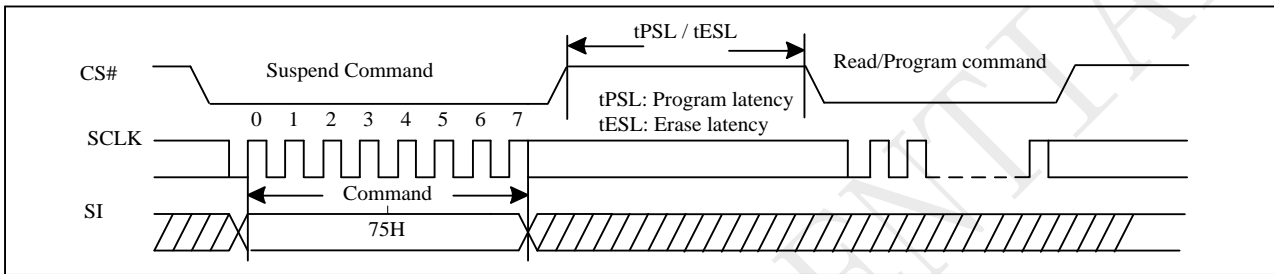 tPSL / tESL
CS#
Suspend Command
Read/Program command
tPSL: Program latency
tESL: Erase latency
0 1 2 3 4 5 6 7
SCLK
Command
SI
75H